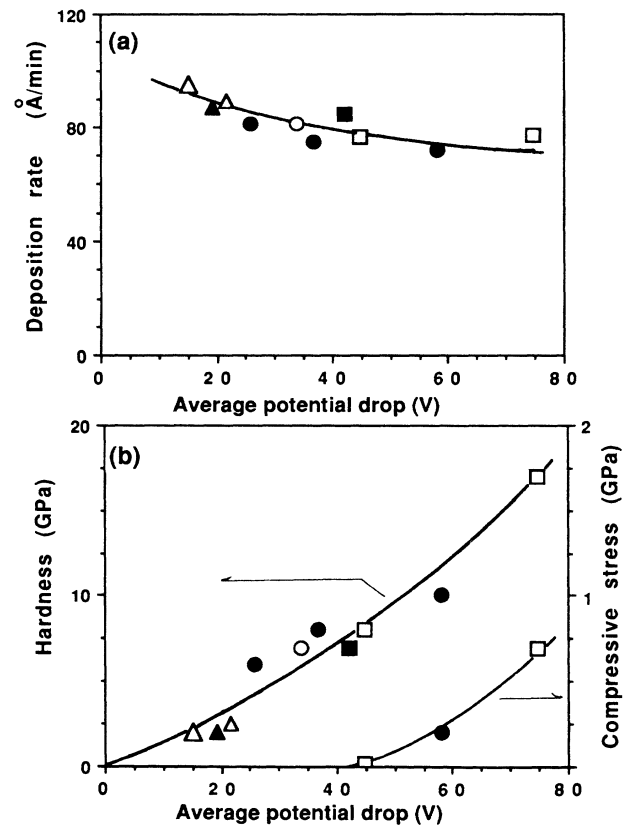 (a)
Deposition rate (Å/min)
120
80
40
0
0 20 40 60 80
Average potential drop (V)
(b)
Hardness (GPa)
20
10
0
2
1
0
Compressive stress (GPa)
0 20 40 60 80
Average potential drop (V)